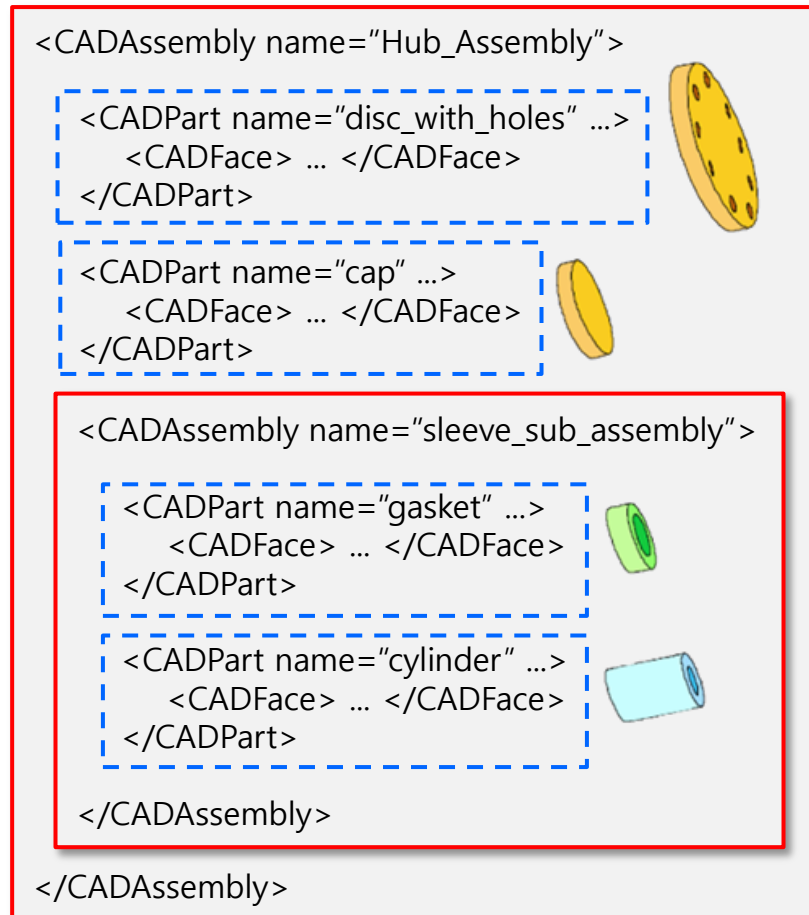 <CADAssembly name="Hub_Assembly">
<CADPart name="disc_with_holes" ...>
<CADFace> ... </CADFace>
</CADPart>
<CADPart name="cap" ...>
<CADFace> ... </CADFace>
</CADPart>
<CADAssembly name="sleeve_sub_assembly">
<CADPart name="gasket" ...>
<CADFace> ... </CADFace>
</CADPart>
<CADPart name="cylinder" ...>
<CADFace> ... </CADFace>
</CADPart>
</CADAssembly>
</CADAssembly>